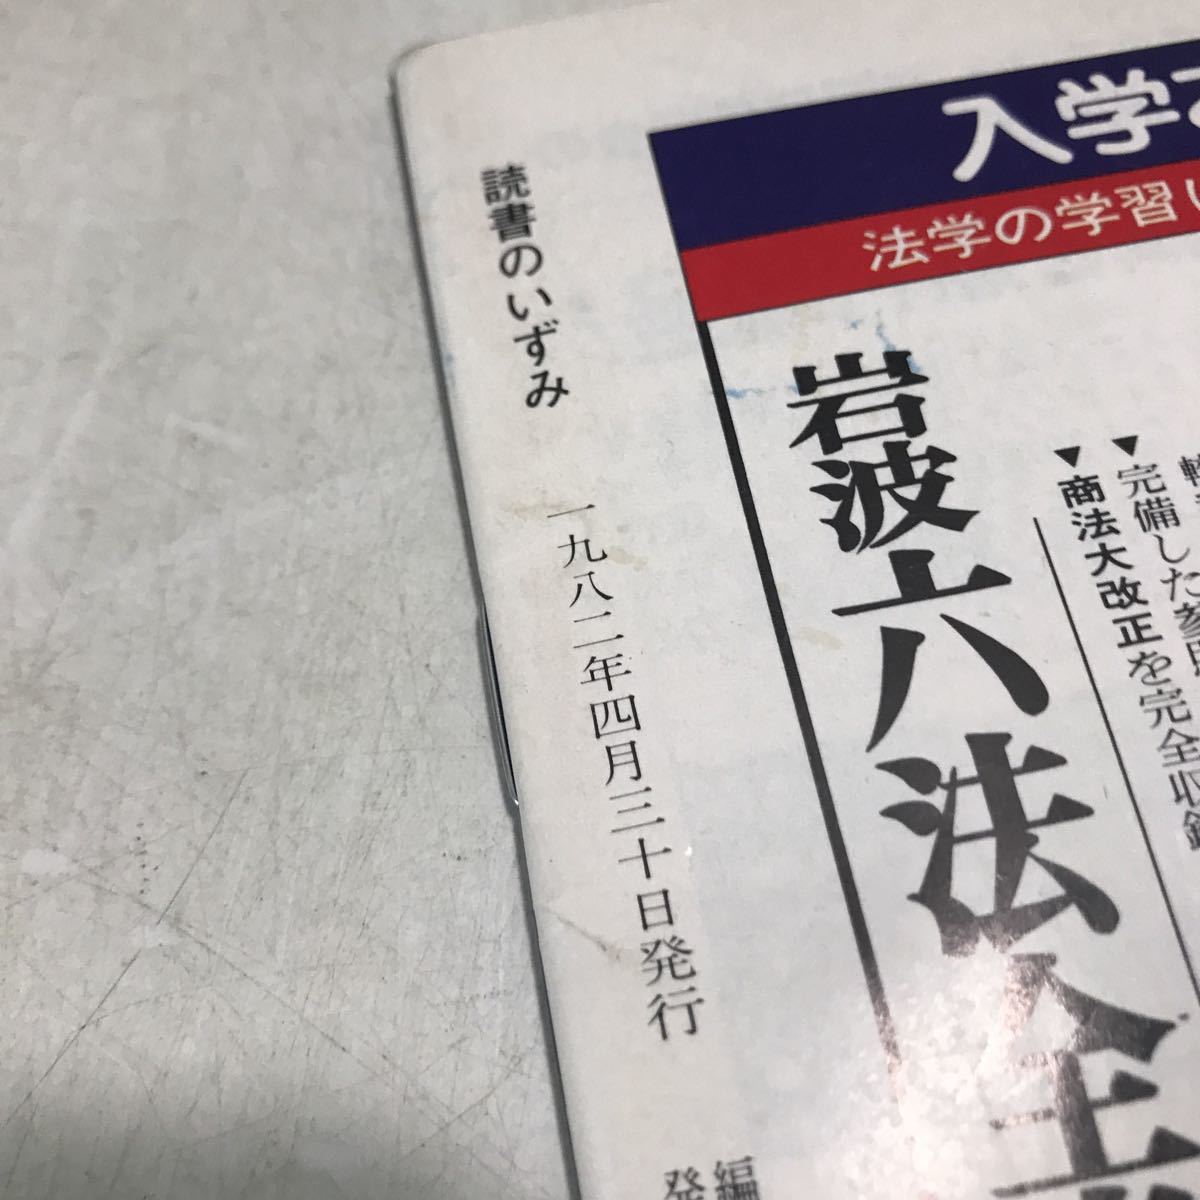 入学
法学の学習
完備した参
▼商法大改正を完全収録
岩波六法全
読書のいずみ 一九八二年四月三十日発行
編
発